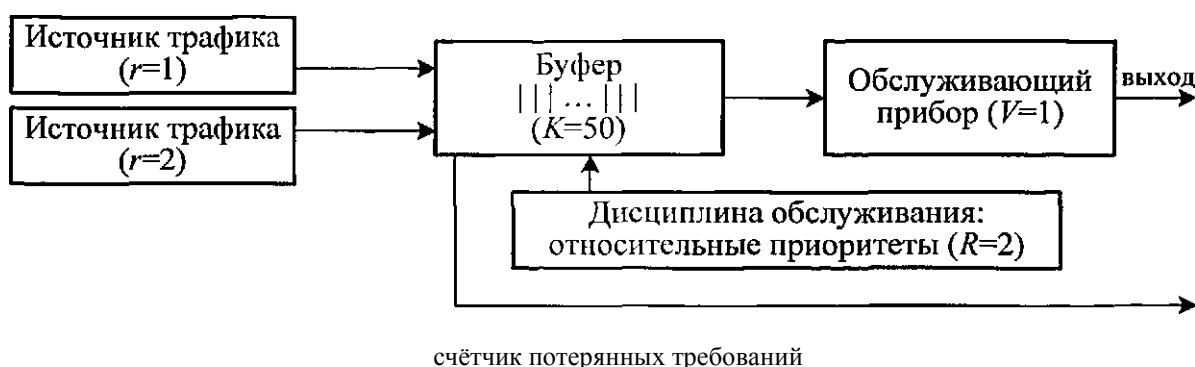 Источник трафика
(r=1)
Источник трафика
(r=2)
Буфер
|||...|||
(K=50)
Обслуживающий
прибор (V=1)
выход
Дисциплина обслуживания:
относительные приоритеты (R=2)
счётчик потерянных требований